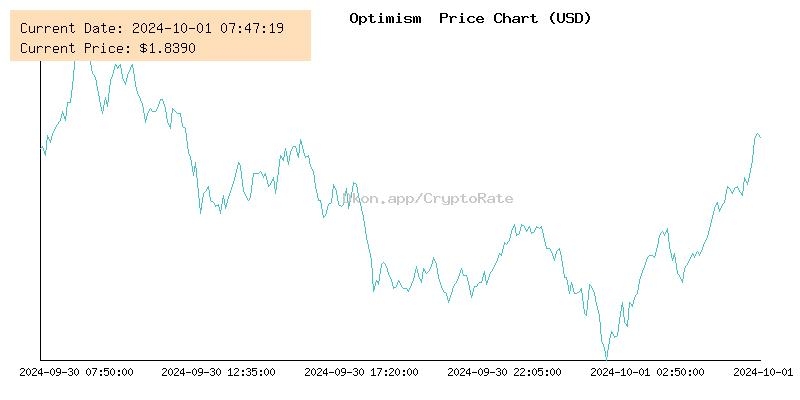 Optimism  Price Chart (USD)
Current Date: 2024-10-01 07:47:19
Current Price: $1.8390
Ikon.app/CryptoRate
2024-09-30 07:50:00 2024-09-30 12:35:00 2024-09-30 17:20:00 2024-09-30 22:05:00 2024-10-01 02:50:00 2024-10-01